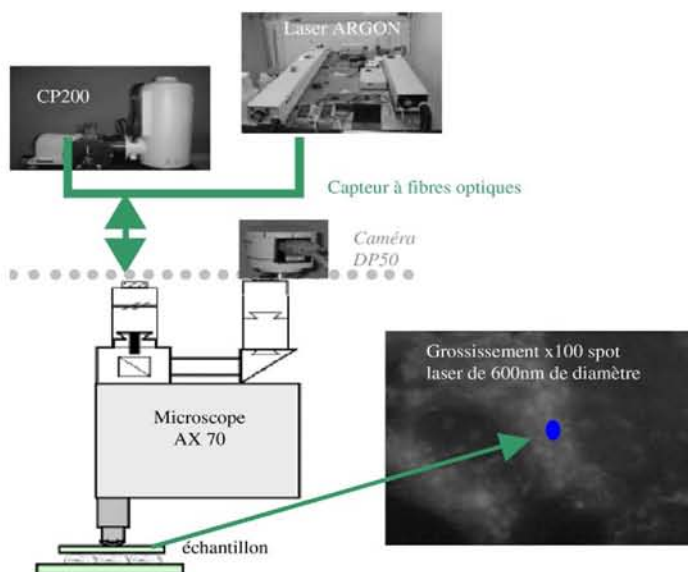 Laser ARGON
CP200
Capteur à fibres optiques
Caméra
DP50
Grossissement x100 spot
laser de 600nm de diamètre
Microscope
AX 70
échantillon